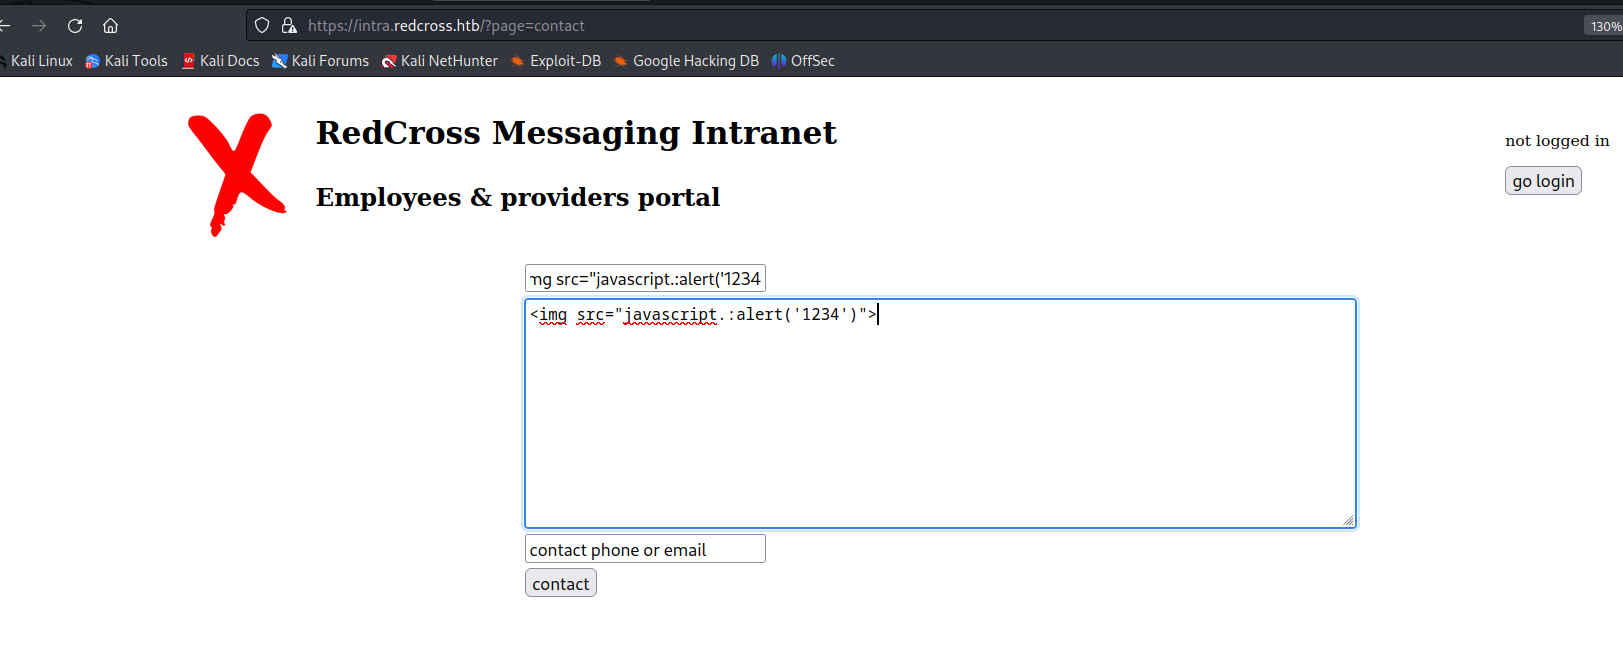 https://intra.redcross.htb/?page=contact 130%
Kali Linux Kali Tools Kali Docs Kali Forums Kali NetHunter Exploit-DB Google Hacking DB OffSec
RedCross Messaging Intranet
not logged in
go login
Employees & providers portal
mg src="javascript.:alert('1234
<img src="javascript.:alert('1234')">
contact phone or email
contact